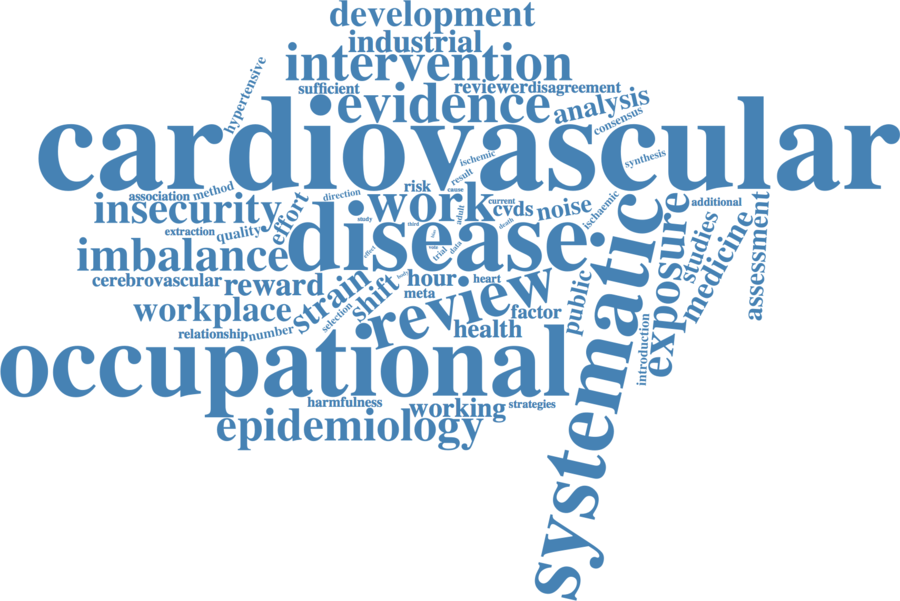 development
industrial
intervention
hypertensive
sufficient
reviewer
disagreement
evidence
analysis
consensus
cardiovascular
ischemic
synthesis
result
association
method
direction
risk
cause
insecurity
effort
work
current
cvds
noise
ischaemic
additional
study
third
adult
death
extraction
quality
disease
systematic
exposure
studies
medicine
assessment
imbalance
effect
trial
data
cerebrovascular
reward
strain
shift
body
hour
heart
meta
review
public
workplace
selection
factor
health
relationship
number
introduction
occupational
harmfulness
working
strategies
epidemiology